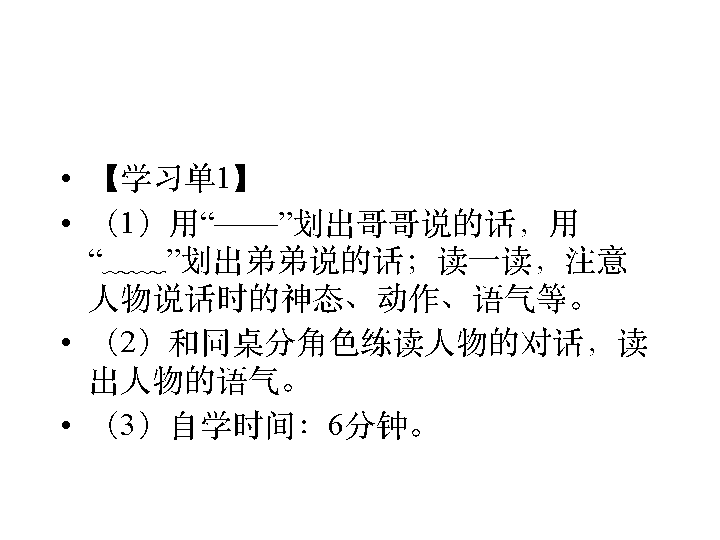 • 【学习单1】
• （1）用“——”划出哥哥说的话，用
“﹏﹏”划出弟弟说的话；读一读，注意
人物说话时的神态、动作、语气等。
• （2）和同桌分角色练读人物的对话，读
出人物的语气。
• （3）自学时间：6分钟。